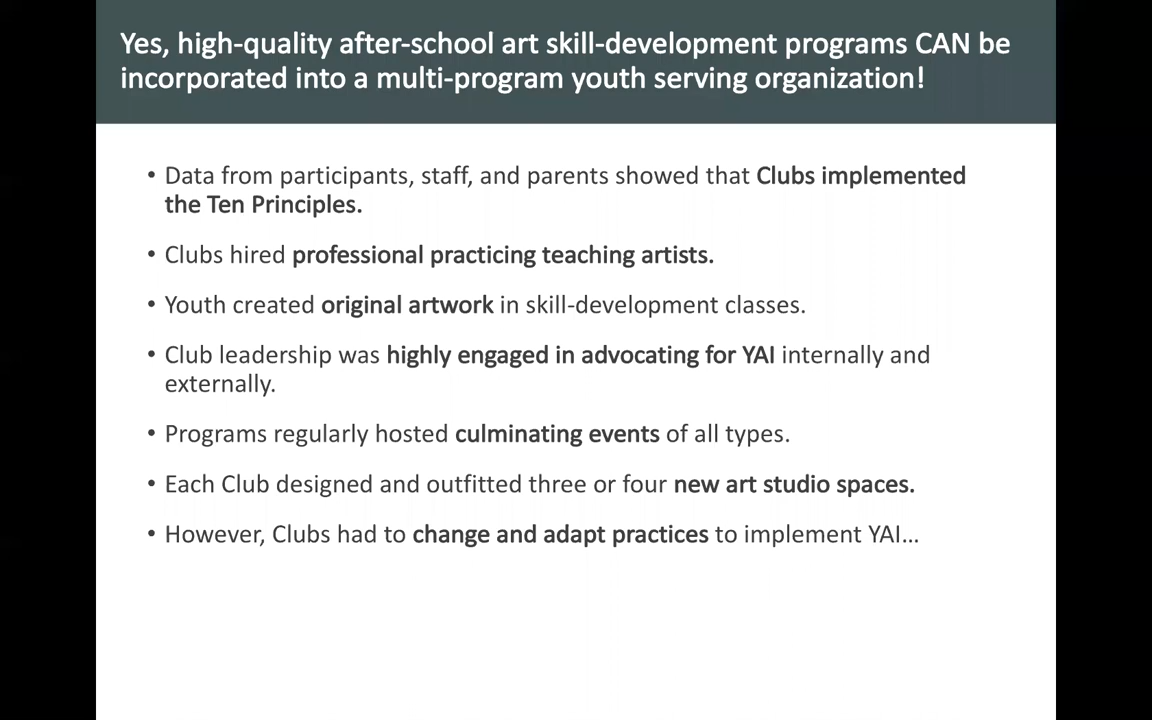 Yes, high-quality after-school art skill-development programs CAN be
incorporated into a multi-program youth serving organization!
• Data from participants, staff, and parents showed that Clubs implemented
the Ten Principles.
• Clubs hired professional practicing teaching artists.
• Youth created original artwork in skill-development classes.
• Club leadership was highly engaged in advocating for YAI internally and
externally.
• Programs regularly hosted culminating events of all types.
• Each Club designed and outfitted three or four new art studio spaces.
• However, Clubs had to change and adapt practices to implement YAI…